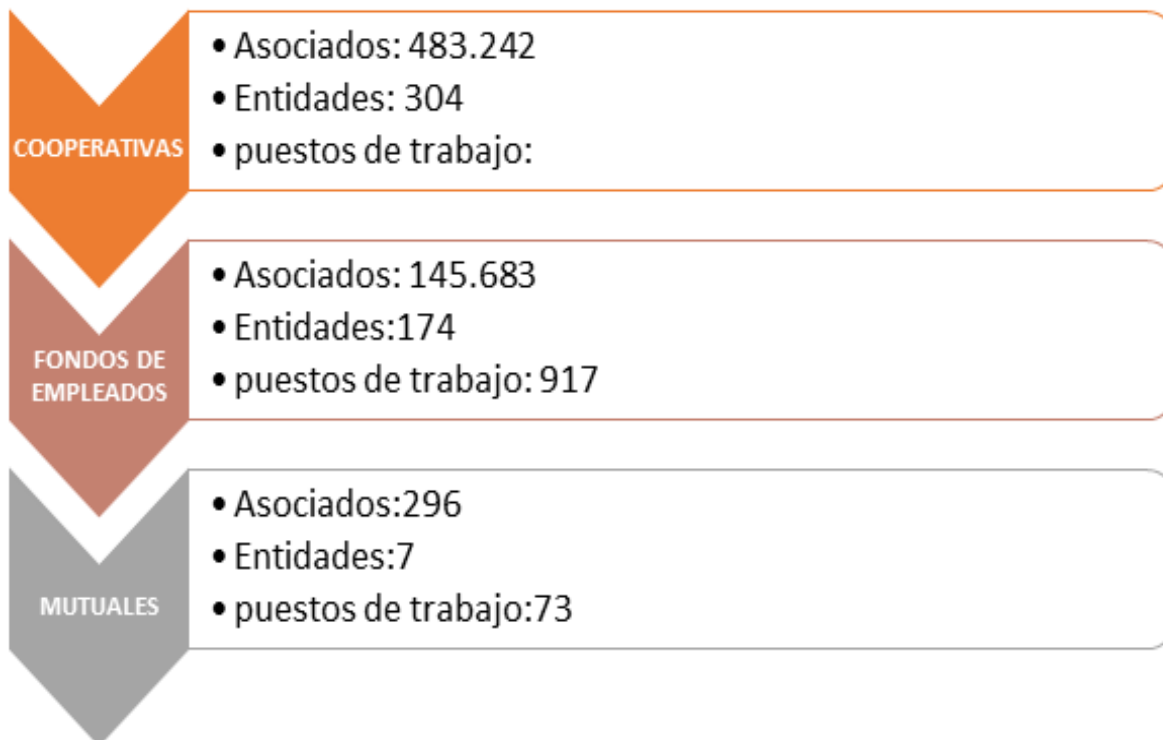 COOPERATIVAS
• Asociados: 483.242
• Entidades: 304
• puestos de trabajo:
FONDOS DE
EMPLEADOS
• Asociados: 145.683
• Entidades:174
• puestos de trabajo: 917
MUTUALES
• Asociados:296
• Entidades:7
• puestos de trabajo:73